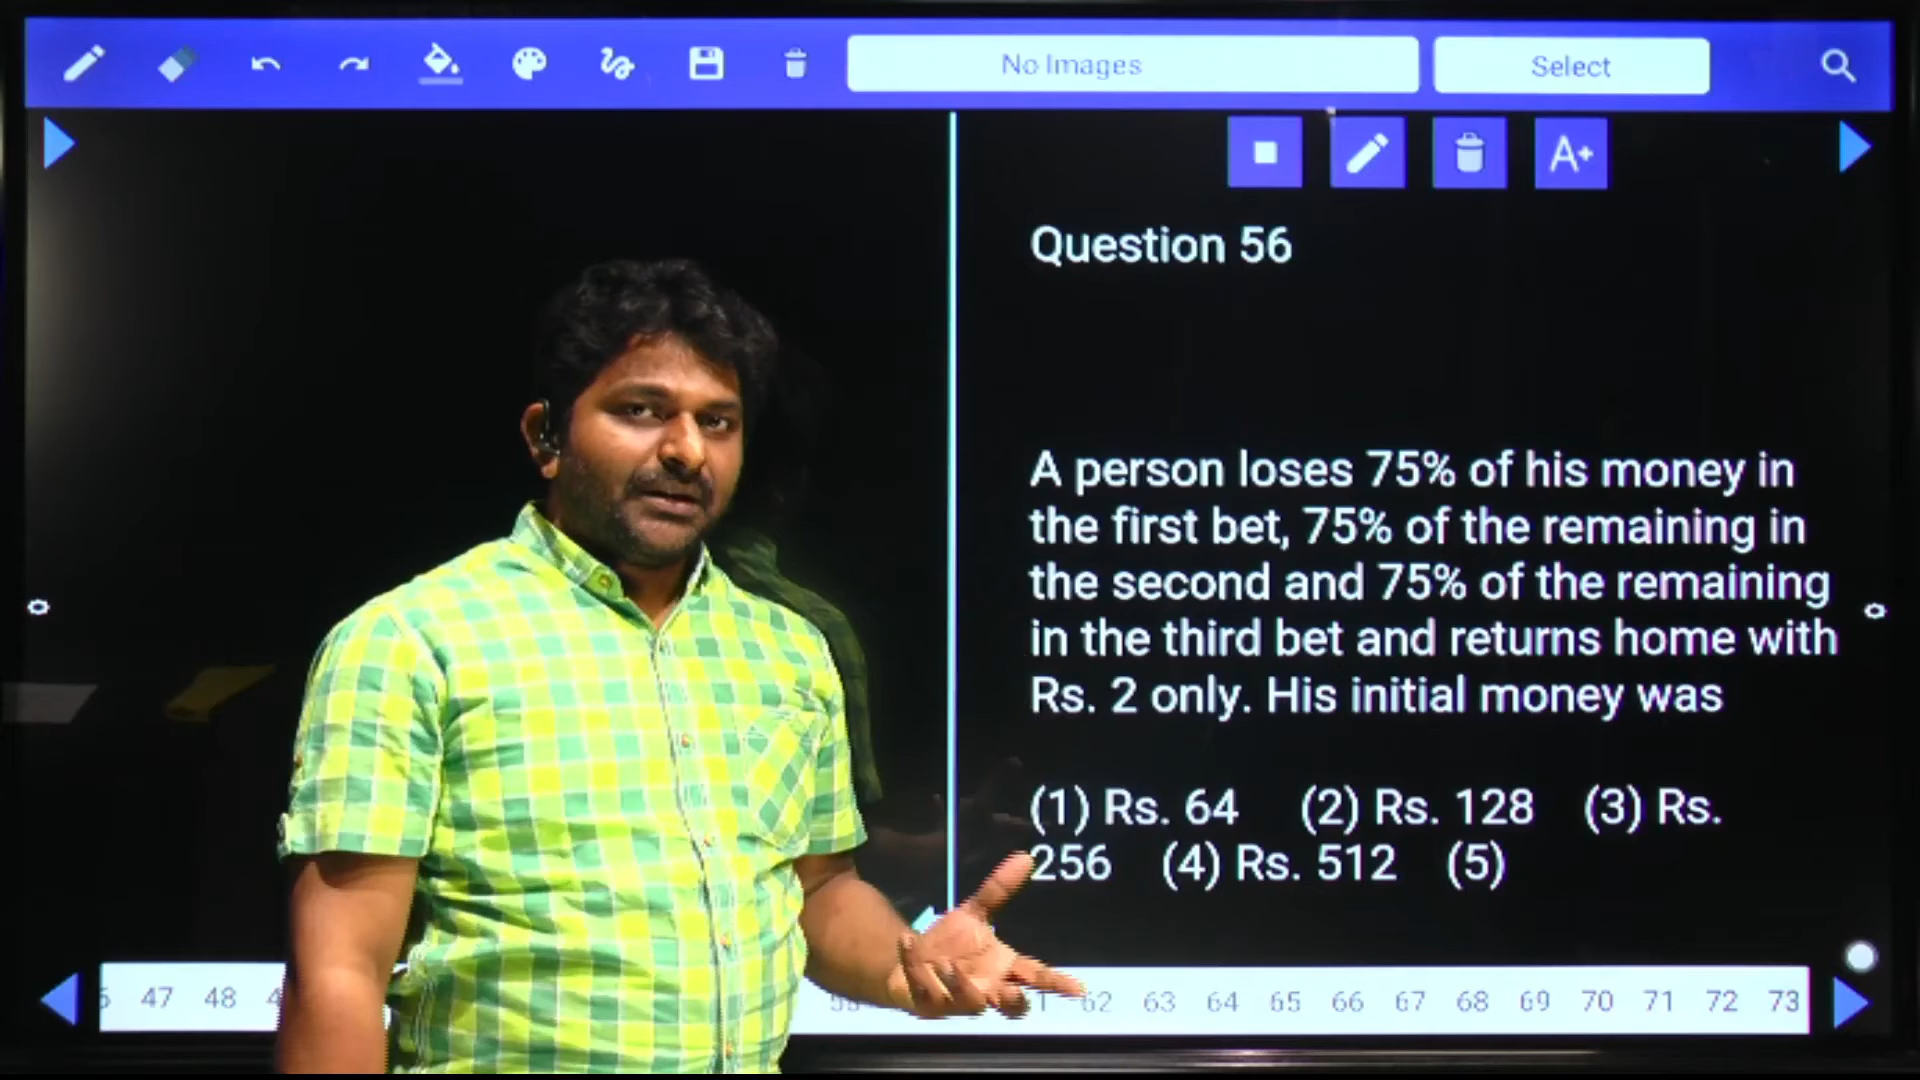 No Images Select
A+
Question 56
A person loses 75% of his money in
the first bet, 75% of the remaining in
the second and 75% of the remaining
in the third bet and returns home with
Rs. 2 only. His initial money was
(1) Rs. 64 (2) Rs. 128 (3) Rs.
256 (4) Rs. 512 (5)
47 48 62 63 64 65 66 67 68 69 70 71 72 73